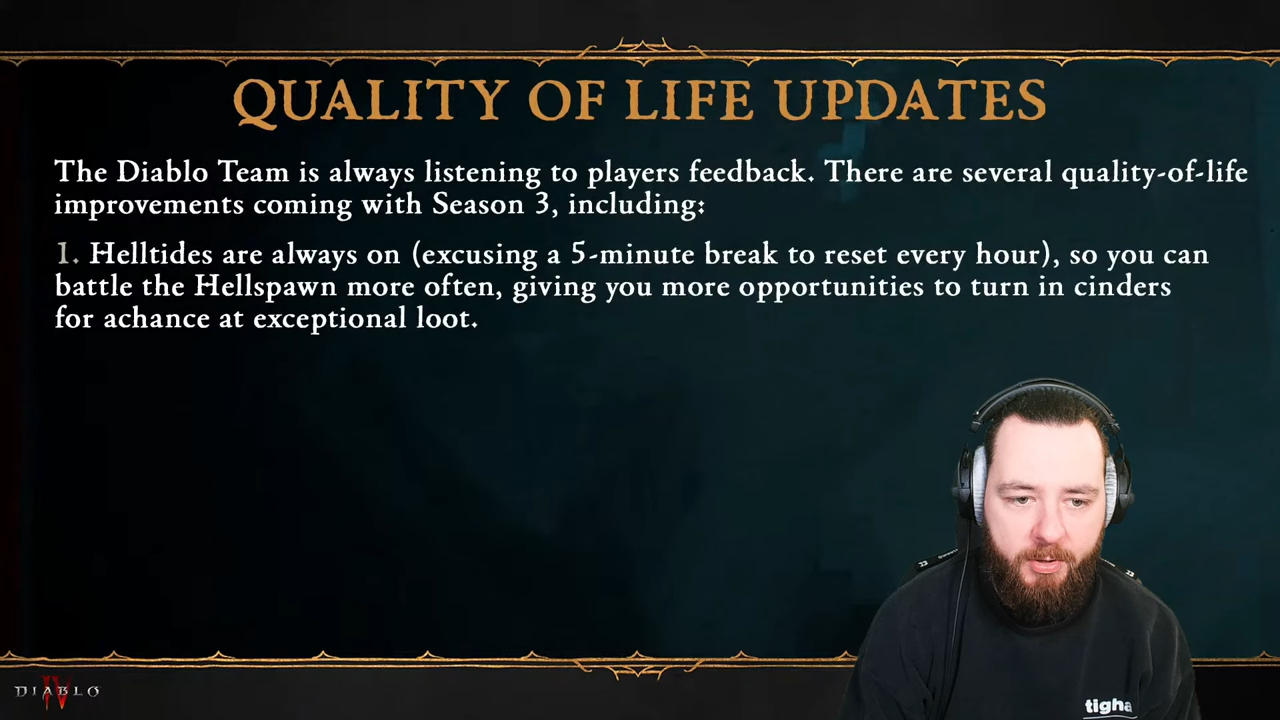 QUALITY OF LIFE UPDATES
The Diablo Team is always listening to players feedback. There are several quality-of-life
improvements coming with Season 3, including:
1. Helltides are always on (excusing a 5-minute break to reset every hour), so you can
battle the Hellspawn more often, giving you more opportunities to turn in cinders
for achance at exceptional loot.
DIABLO
IV
tigha